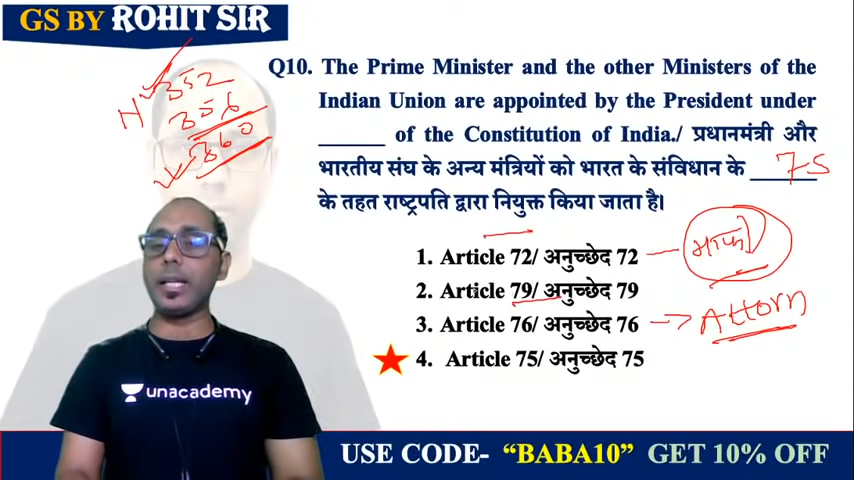 GS BY ROHIT SIR
N 352
356
360
Q10. The Prime Minister and the other Ministers of the
Indian Union are appointed by the President under
______ of the Constitution of India./ प्रधानमंत्री और
भारतीय संघ के अन्य मंत्रियों को भारत के संविधान के ______ 75
के तहत राष्ट्रपति द्वारा नियुक्त किया जाता है।
1. Article 72/ अनुच्छेद 72
माफी
2. Article 79/ अनुच्छेद 79
3. Article 76/ अनुच्छेद 76
Attorn
4. Article 75/ अनुच्छेद 75
unacademy
USE CODE- “BABA10” GET 10% OFF